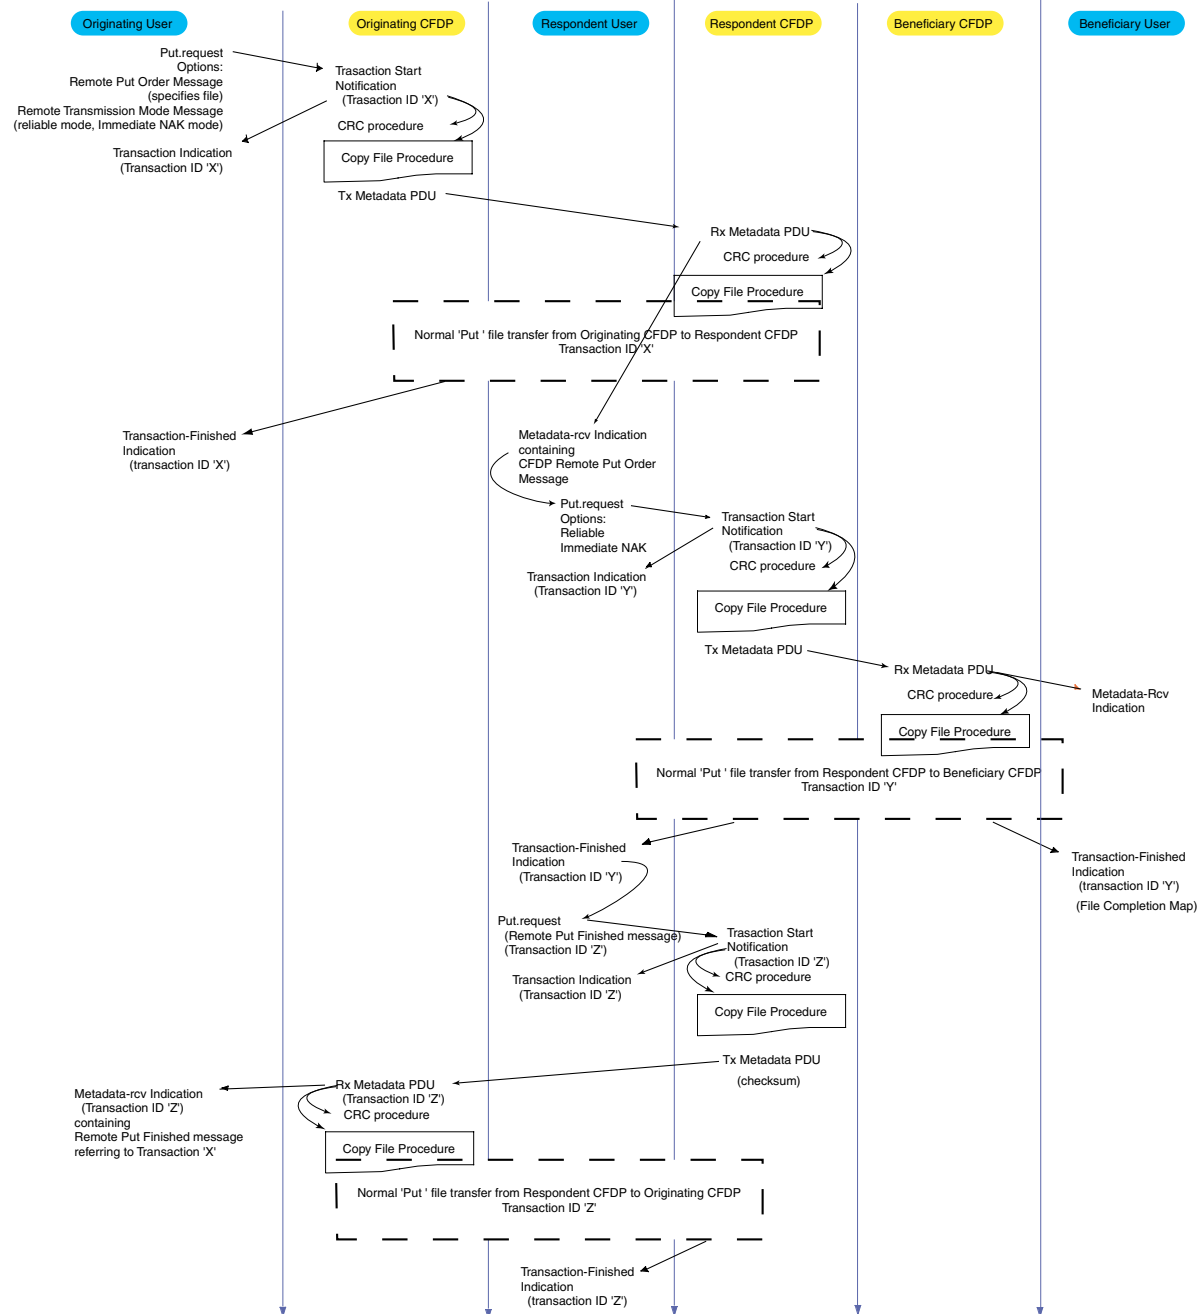 Originating User
Originating CFDP
Respondent User
Respondent CFDP
Beneficiary CFDP
Beneficiary User
Put.request
Options:
Remote Put Order Message
(specifies file)
Remote Transmission Mode Message
(reliable mode, Immediate NAK mode)
Trasaction Start
Notification
(Trasaction ID 'X')
CRC procedure
Transaction Indication
(Transaction ID 'X')
Copy File Procedure
Tx Metadata PDU
Rx Metadata PDU
CRC procedure
Copy File Procedure
Normal 'Put ' file transfer from Originating CFDP to Respondent CFDP
Transaction ID 'X'
Transaction-Finished
Indication
(transaction ID 'X')
Metadata-rcv Indication
containing
CFDP Remote Put Order
Message
Put.request
Options:
Reliable
Immediate NAK
Transaction Start
Notification
(Transaction ID 'Y')
CRC procedure
Transaction Indication
(Transaction ID 'Y')
Copy File Procedure
Tx Metadata PDU
Rx Metadata PDU
CRC procedure
Metadata-Rcv
Indication
Copy File Procedure
Normal 'Put ' file transfer from Respondent CFDP to Beneficiary CFDP
Transaction ID 'Y'
Transaction-Finished
Indication
(Transaction ID 'Y')
Transaction-Finished
Indication
(transaction ID 'Y')
(File Completion Map)
Put.request
(Remote Put Finished message)
(Transaction ID 'Z')
Trasaction Start
Notification
(Trasaction ID 'Z')
CRC procedure
Transaction Indication
(Transaction ID 'Z')
Copy File Procedure
Tx Metadata PDU
(checksum)
Rx Metadata PDU
(Transaction ID 'Z')
CRC procedure
Metadata-rcv Indication
(Transaction ID 'Z')
containing
Remote Put Finished message
referring to Transaction 'X'
Copy File Procedure
Normal 'Put ' file transfer from Respondent CFDP to Originating CFDP
Transaction ID 'Z'
Transaction-Finished
Indication
(transaction ID 'Z')